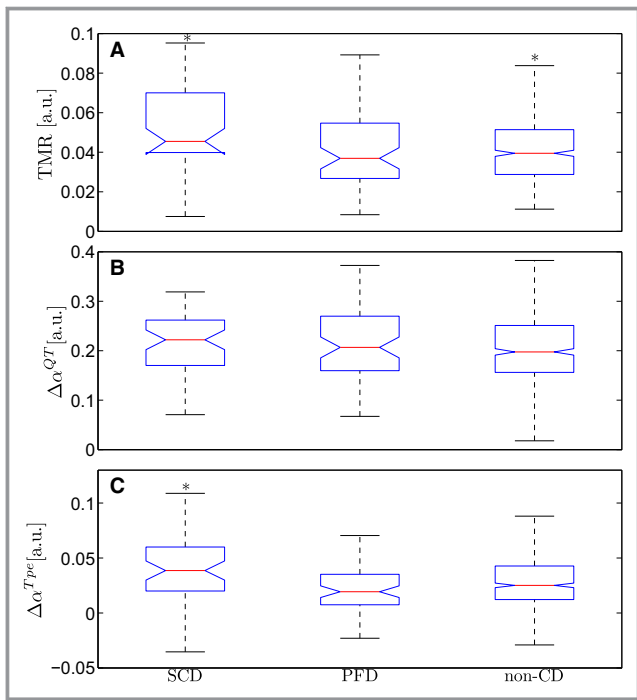 A
*
*
TMR [a.u.]
0.1
0.08
0.06
0.04
0.02
0
B
Δα^{QT}[a.u.]
0.4
0.3
0.2
0.1
0
C
*
Δα^{Tpe}[a.u.]
0.1
0.05
0
−0.05
SCD PFD non-CD